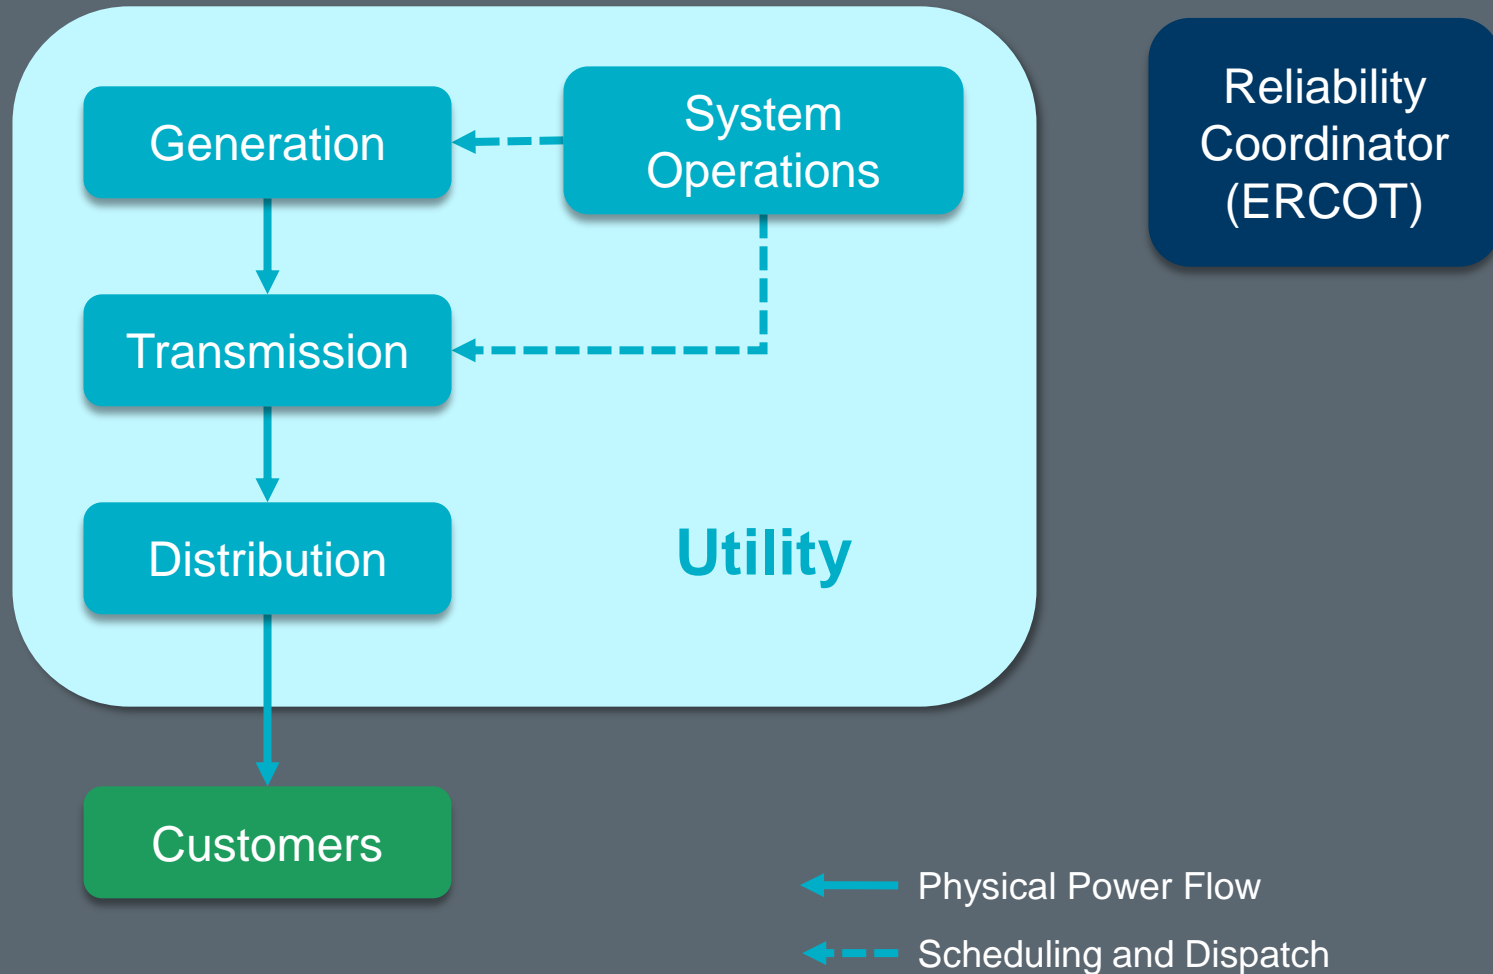 Generation
System
Operations
Reliability
Coordinator
(ERCOT)
Transmission
Distribution
Utility
Customers
Physical Power Flow
Scheduling and Dispatch